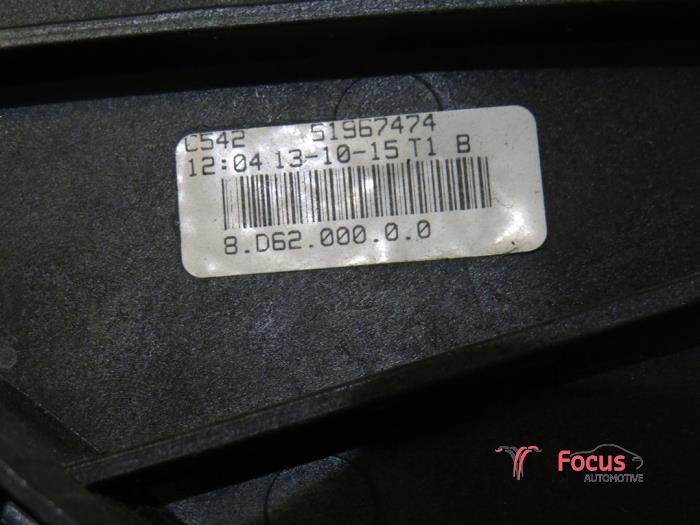 C542 51967474
12:04 13-10-15 T1 B
8.D62.000.0.0
Focus
AUTOMOTIVE